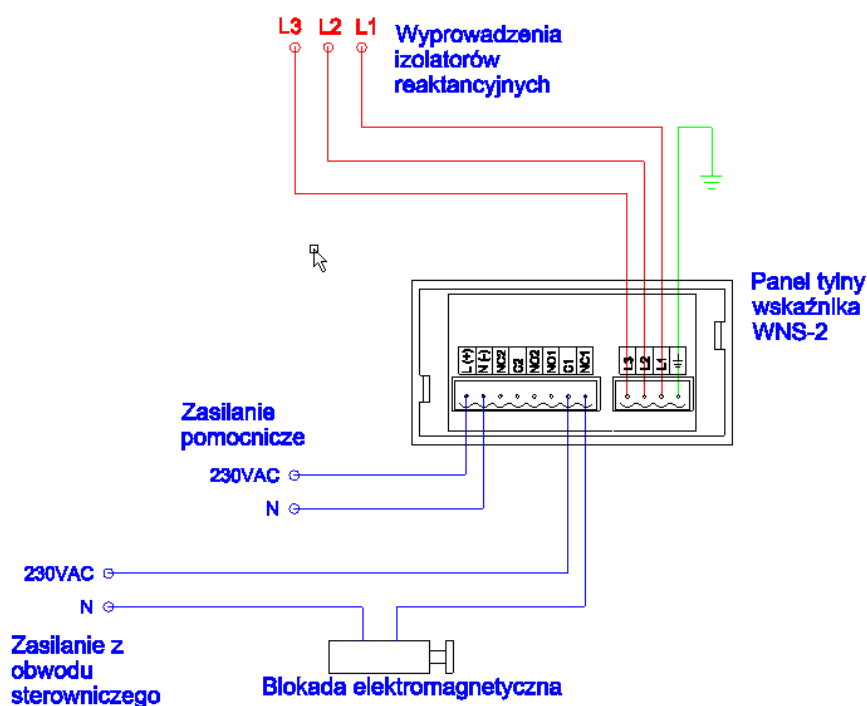 L3 L2 L1
Wyprowadzenia
izolatorów
reaktancyjnych
Panel tylny
wskaźnika
WNS-2
L (+)
N (-)
NC2
C2
NO2
NO1
C1
NC1
L3
L2
L1
Zasilanie
pomocnicze
230VAC
N
230VAC
N
Zasilanie z
obwodu
sterowniczego
Blokada elektromagnetyczna